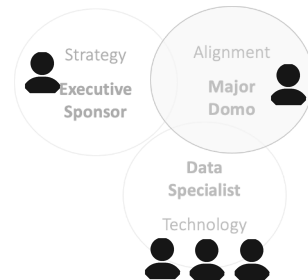 Strategy
Executive
Sponsor
Alignment
Major
Domo
Data
Specialist
Technology